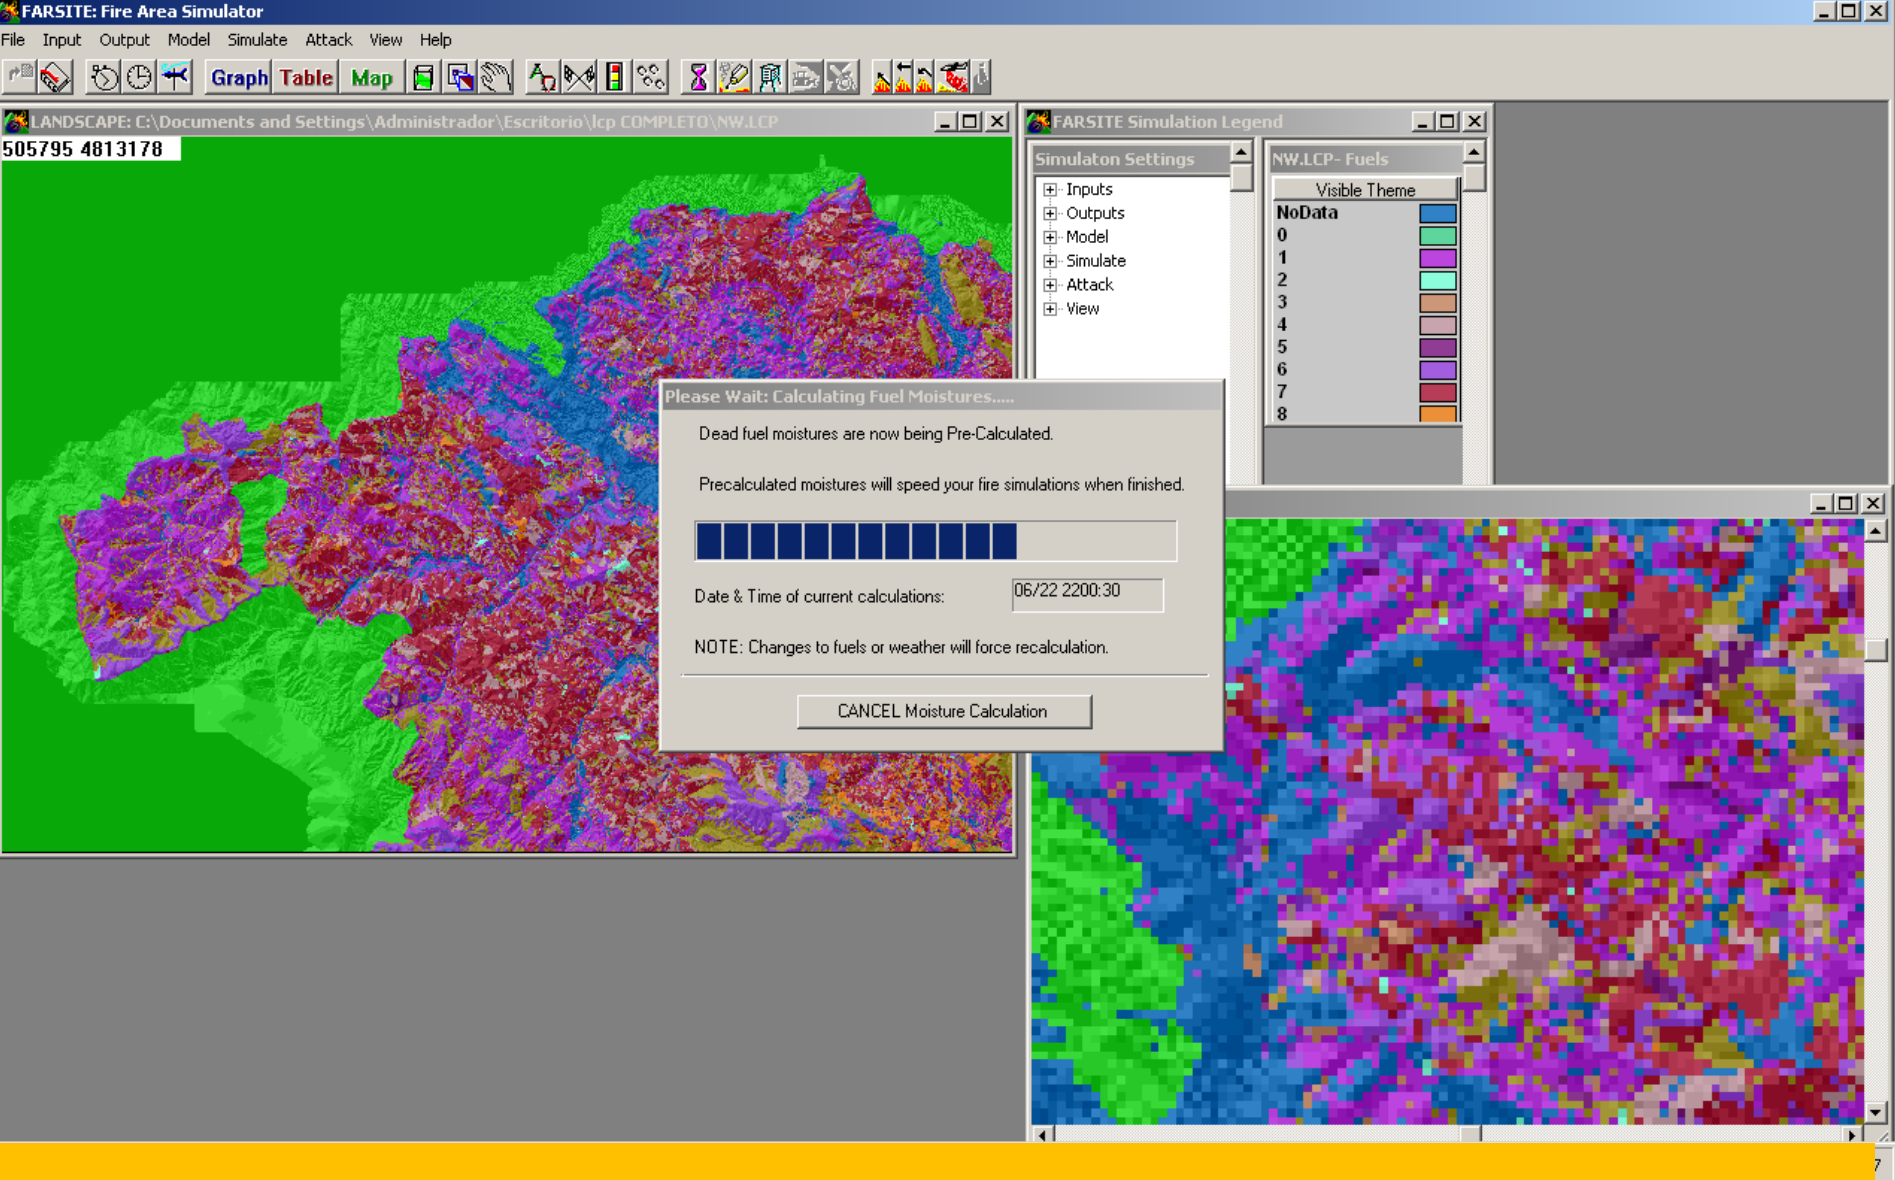 FARSITE: Fire Area Simulator
File Input Output Model Simulate Attack View Help
Graph Table Map
LANDSCAPE: C:\Documents and Settings\Administrador\Escritorio\lcp COMPLETO\NW.LCP
505795 4813178
FARSITE Simulation Legend
Simulaton Settings
Inputs
Outputs
Model
Simulate
Attack
View
NW.LCP- Fuels
Visible Theme
NoData
0
1
2
3
4
5
6
7
8
Please Wait: Calculating Fuel Moistures.....
Dead fuel moistures are now being Pre-Calculated.
Precalculated moistures will speed your fire simulations when finished.
Date & Time of current calculations: 06/22 2200:30
NOTE: Changes to fuels or weather will force recalculation.
CANCEL Moisture Calculation
7